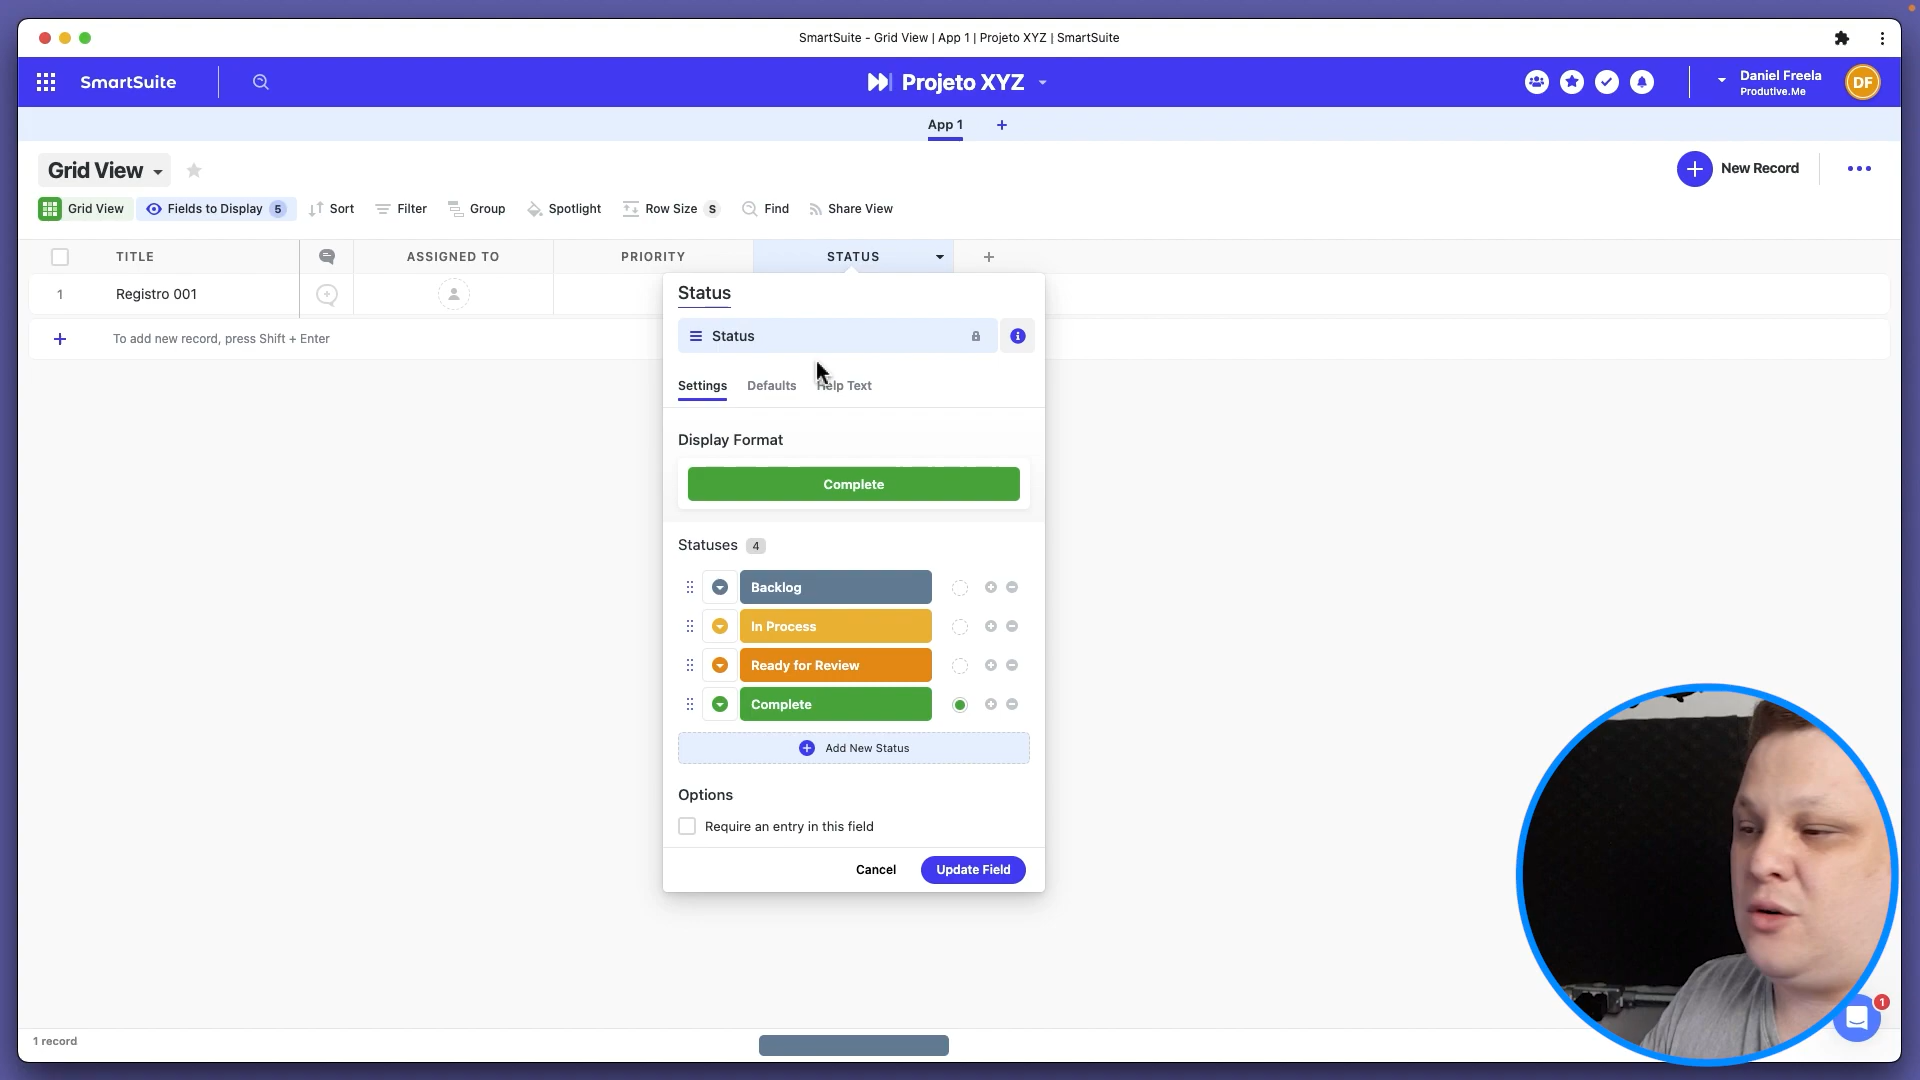 SmartSuite - Grid View | App 1 | Projeto XYZ | SmartSuite
SmartSuite
Projeto XYZ
Daniel Freela
Produtive.Me
DF
App 1
Grid View
New Record
Grid View
Fields to Display 5
Sort
Filter
Group
Spotlight
Row Size S
Find
Share View
TITLE
ASSIGNED TO
PRIORITY
STATUS
1 Registro 001
To add new record, press Shift + Enter
Status
Status
Settings
Defaults
Help Text
Display Format
Complete
Statuses 4
Backlog
In Process
Ready for Review
Complete
Add New Status
Options
Require an entry in this field
Cancel
Update Field
1
1 record